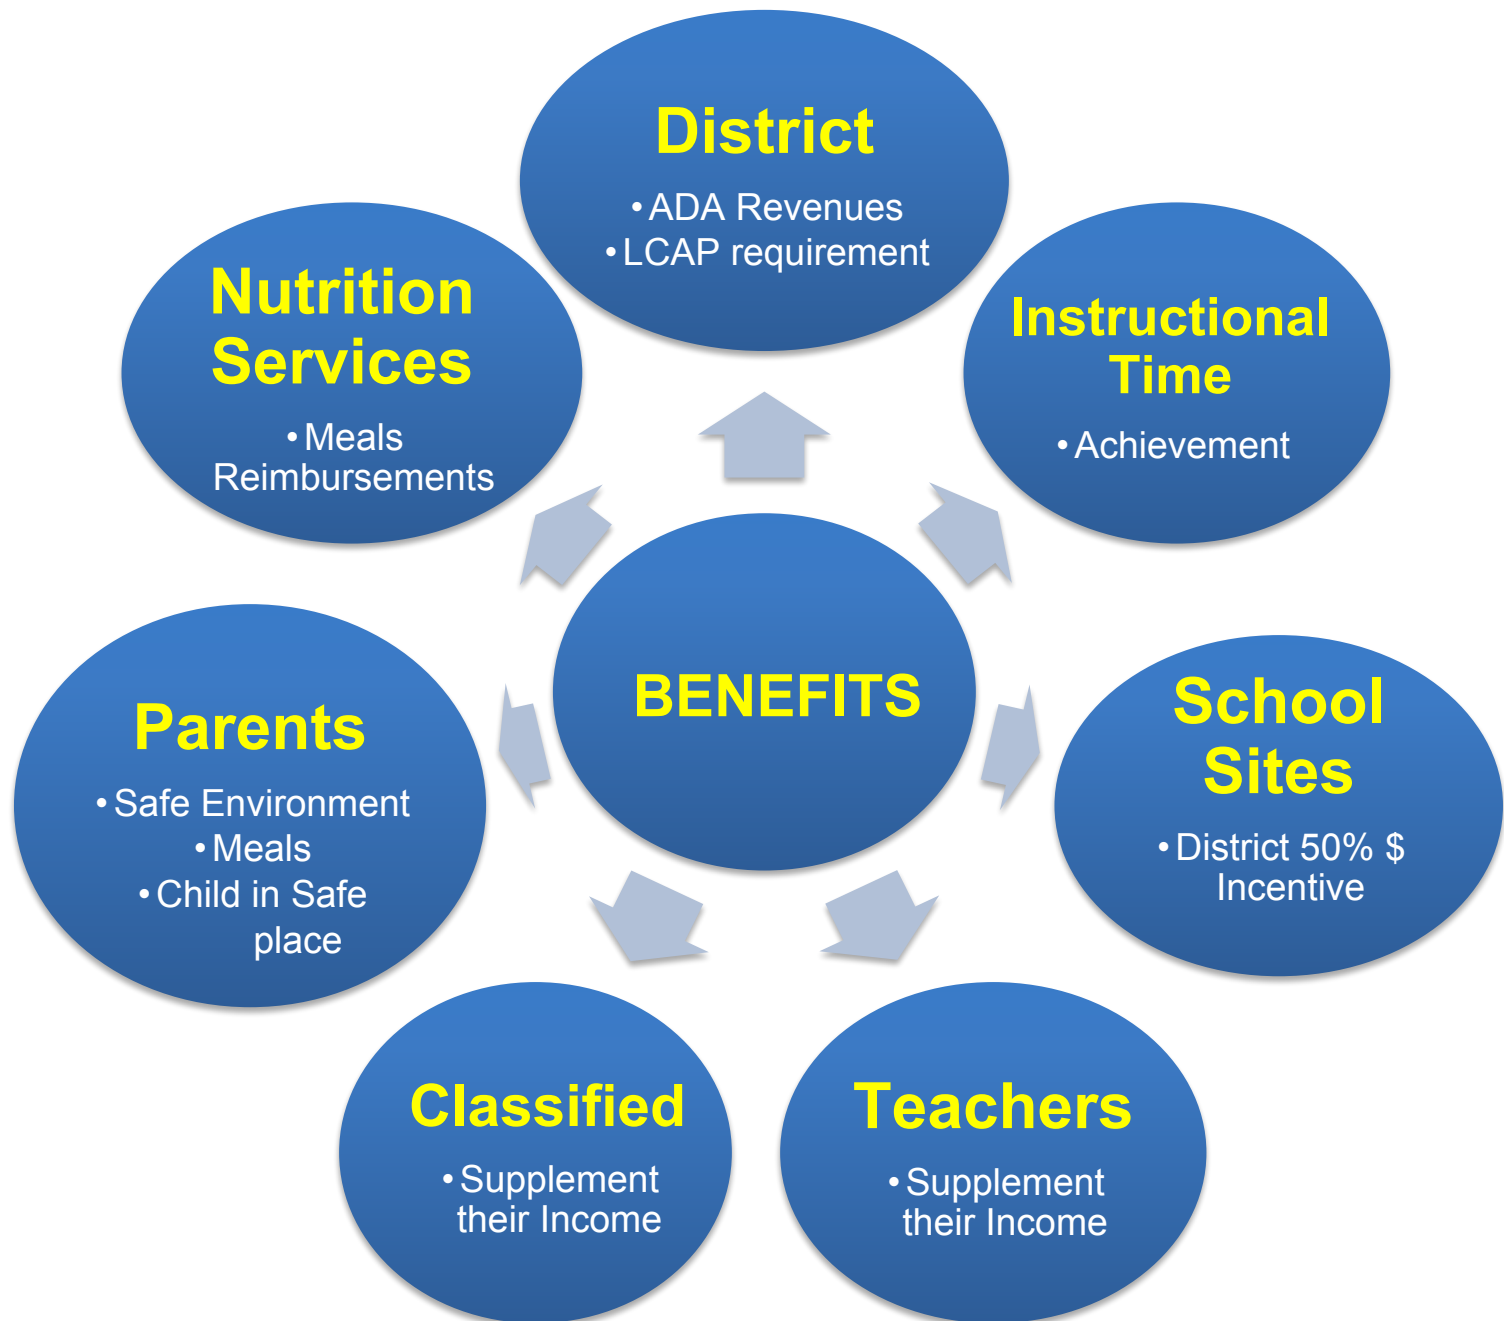 District
• ADA Revenues
• LCAP requirement
Instructional
Time
• Achievement
School
Sites
• District 50% $
Incentive
Teachers
• Supplement
their Income
Classified
• Supplement
their Income
Parents
• Safe Environment
• Meals
• Child in Safe
place
Nutrition
Services
• Meals
Reimbursements
BENEFITS